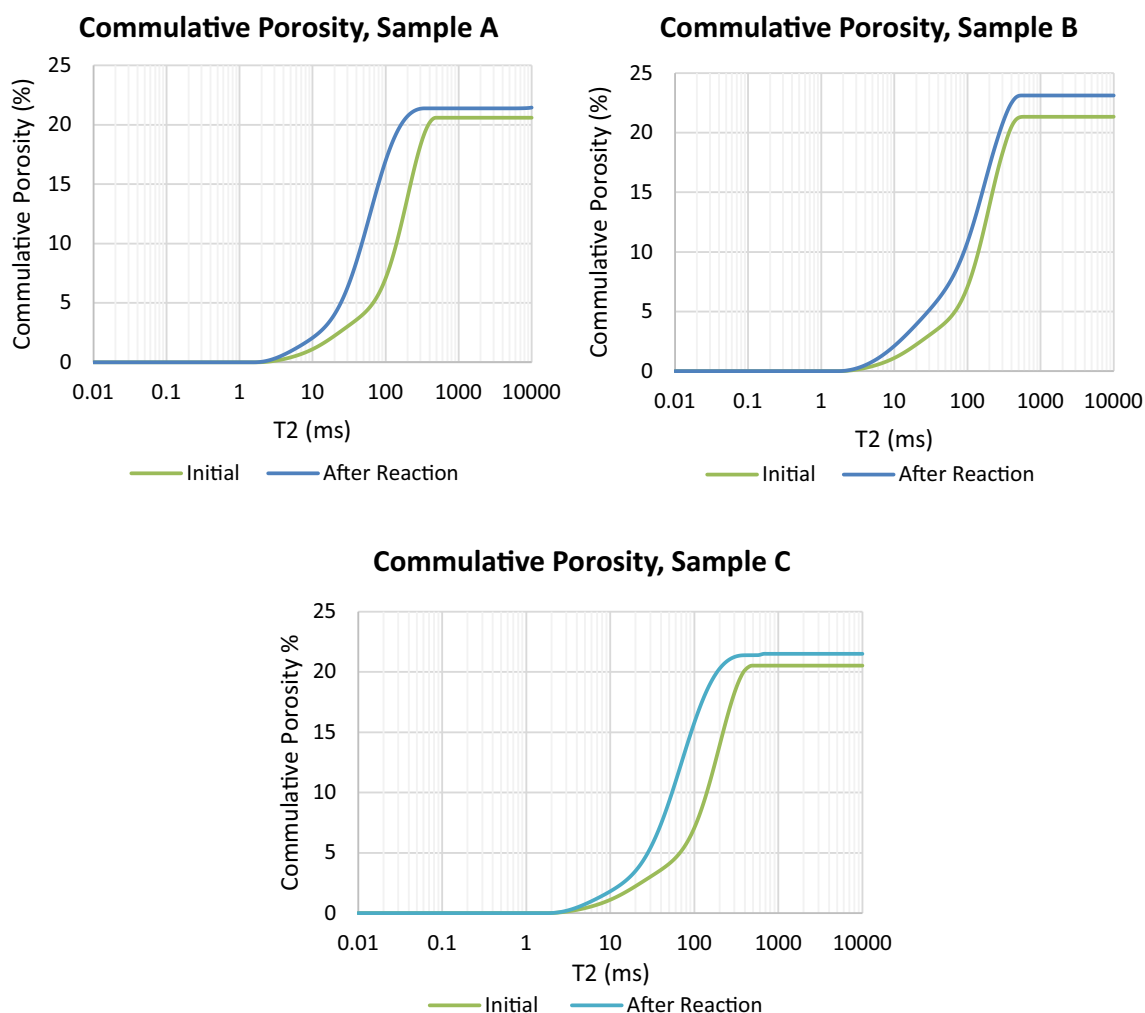 Commulative Porosity, Sample A
Commulative Porosity (%)
25
20
15
10
5
0
0.01 0.1 1 10 100 1000 10000
T2 (ms)
Initial After Reaction
Commulative Porosity, Sample B
Commulative Porosity (%)
25
20
15
10
5
0
0.01 0.1 1 10 100 1000 10000
T2 (ms)
Initial After Reaction
Commulative Porosity, Sample C
Commulative Porosity %
25
20
15
10
5
0
0.01 0.1 1 10 100 1000 10000
T2 (ms)
Initial After Reaction